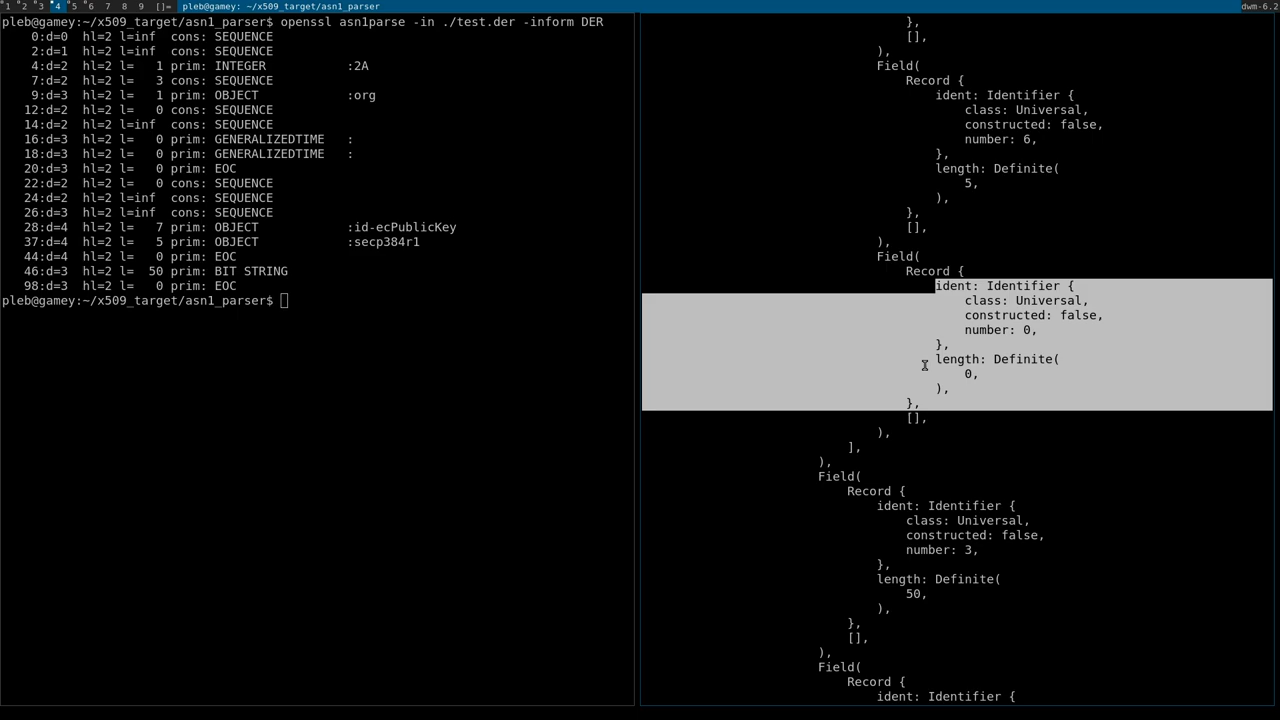 1 2 3 4 5 6 7 8 9 []= pleb@gamey: ~/x509_target/asn1_parser dwm-6.2
pleb@gamey:~/x509_target/asn1_parser$ openssl asn1parse -in ./test.der -inform DER
0:d=0  hl=2 l=inf  cons: SEQUENCE
2:d=1  hl=2 l=inf  cons: SEQUENCE
4:d=2  hl=2 l=   1 prim: INTEGER           :2A
7:d=2  hl=2 l=   3 cons: SEQUENCE
9:d=3  hl=2 l=   1 prim: OBJECT            :org
12:d=2  hl=2 l=   0 cons: SEQUENCE
14:d=2  hl=2 l=inf  cons: SEQUENCE
16:d=3  hl=2 l=   0 prim: GENERALIZEDTIME   :
18:d=3  hl=2 l=   0 prim: GENERALIZEDTIME   :
20:d=3  hl=2 l=   0 prim: EOC
22:d=2  hl=2 l=   0 cons: SEQUENCE
24:d=2  hl=2 l=inf  cons: SEQUENCE
26:d=3  hl=2 l=inf  cons: SEQUENCE
28:d=4  hl=2 l=   7 prim: OBJECT            :id-ecPublicKey
37:d=4  hl=2 l=   5 prim: OBJECT            :secp384r1
44:d=4  hl=2 l=   0 prim: EOC
46:d=3  hl=2 l=  50 prim: BIT STRING
98:d=3  hl=2 l=   0 prim: EOC
pleb@gamey:~/x509_target/asn1_parser$
},
[],
),
Field(
Record {
ident: Identifier {
class: Universal,
constructed: false,
number: 6,
},
length: Definite(
5,
),
},
[],
),
Field(
Record {
ident: Identifier {
class: Universal,
constructed: false,
number: 0,
},
length: Definite(
0,
),
},
[],
),
],
),
Field(
Record {
ident: Identifier {
class: Universal,
constructed: false,
number: 3,
},
length: Definite(
50,
),
},
[],
),
Field(
Record {
ident: Identifier {